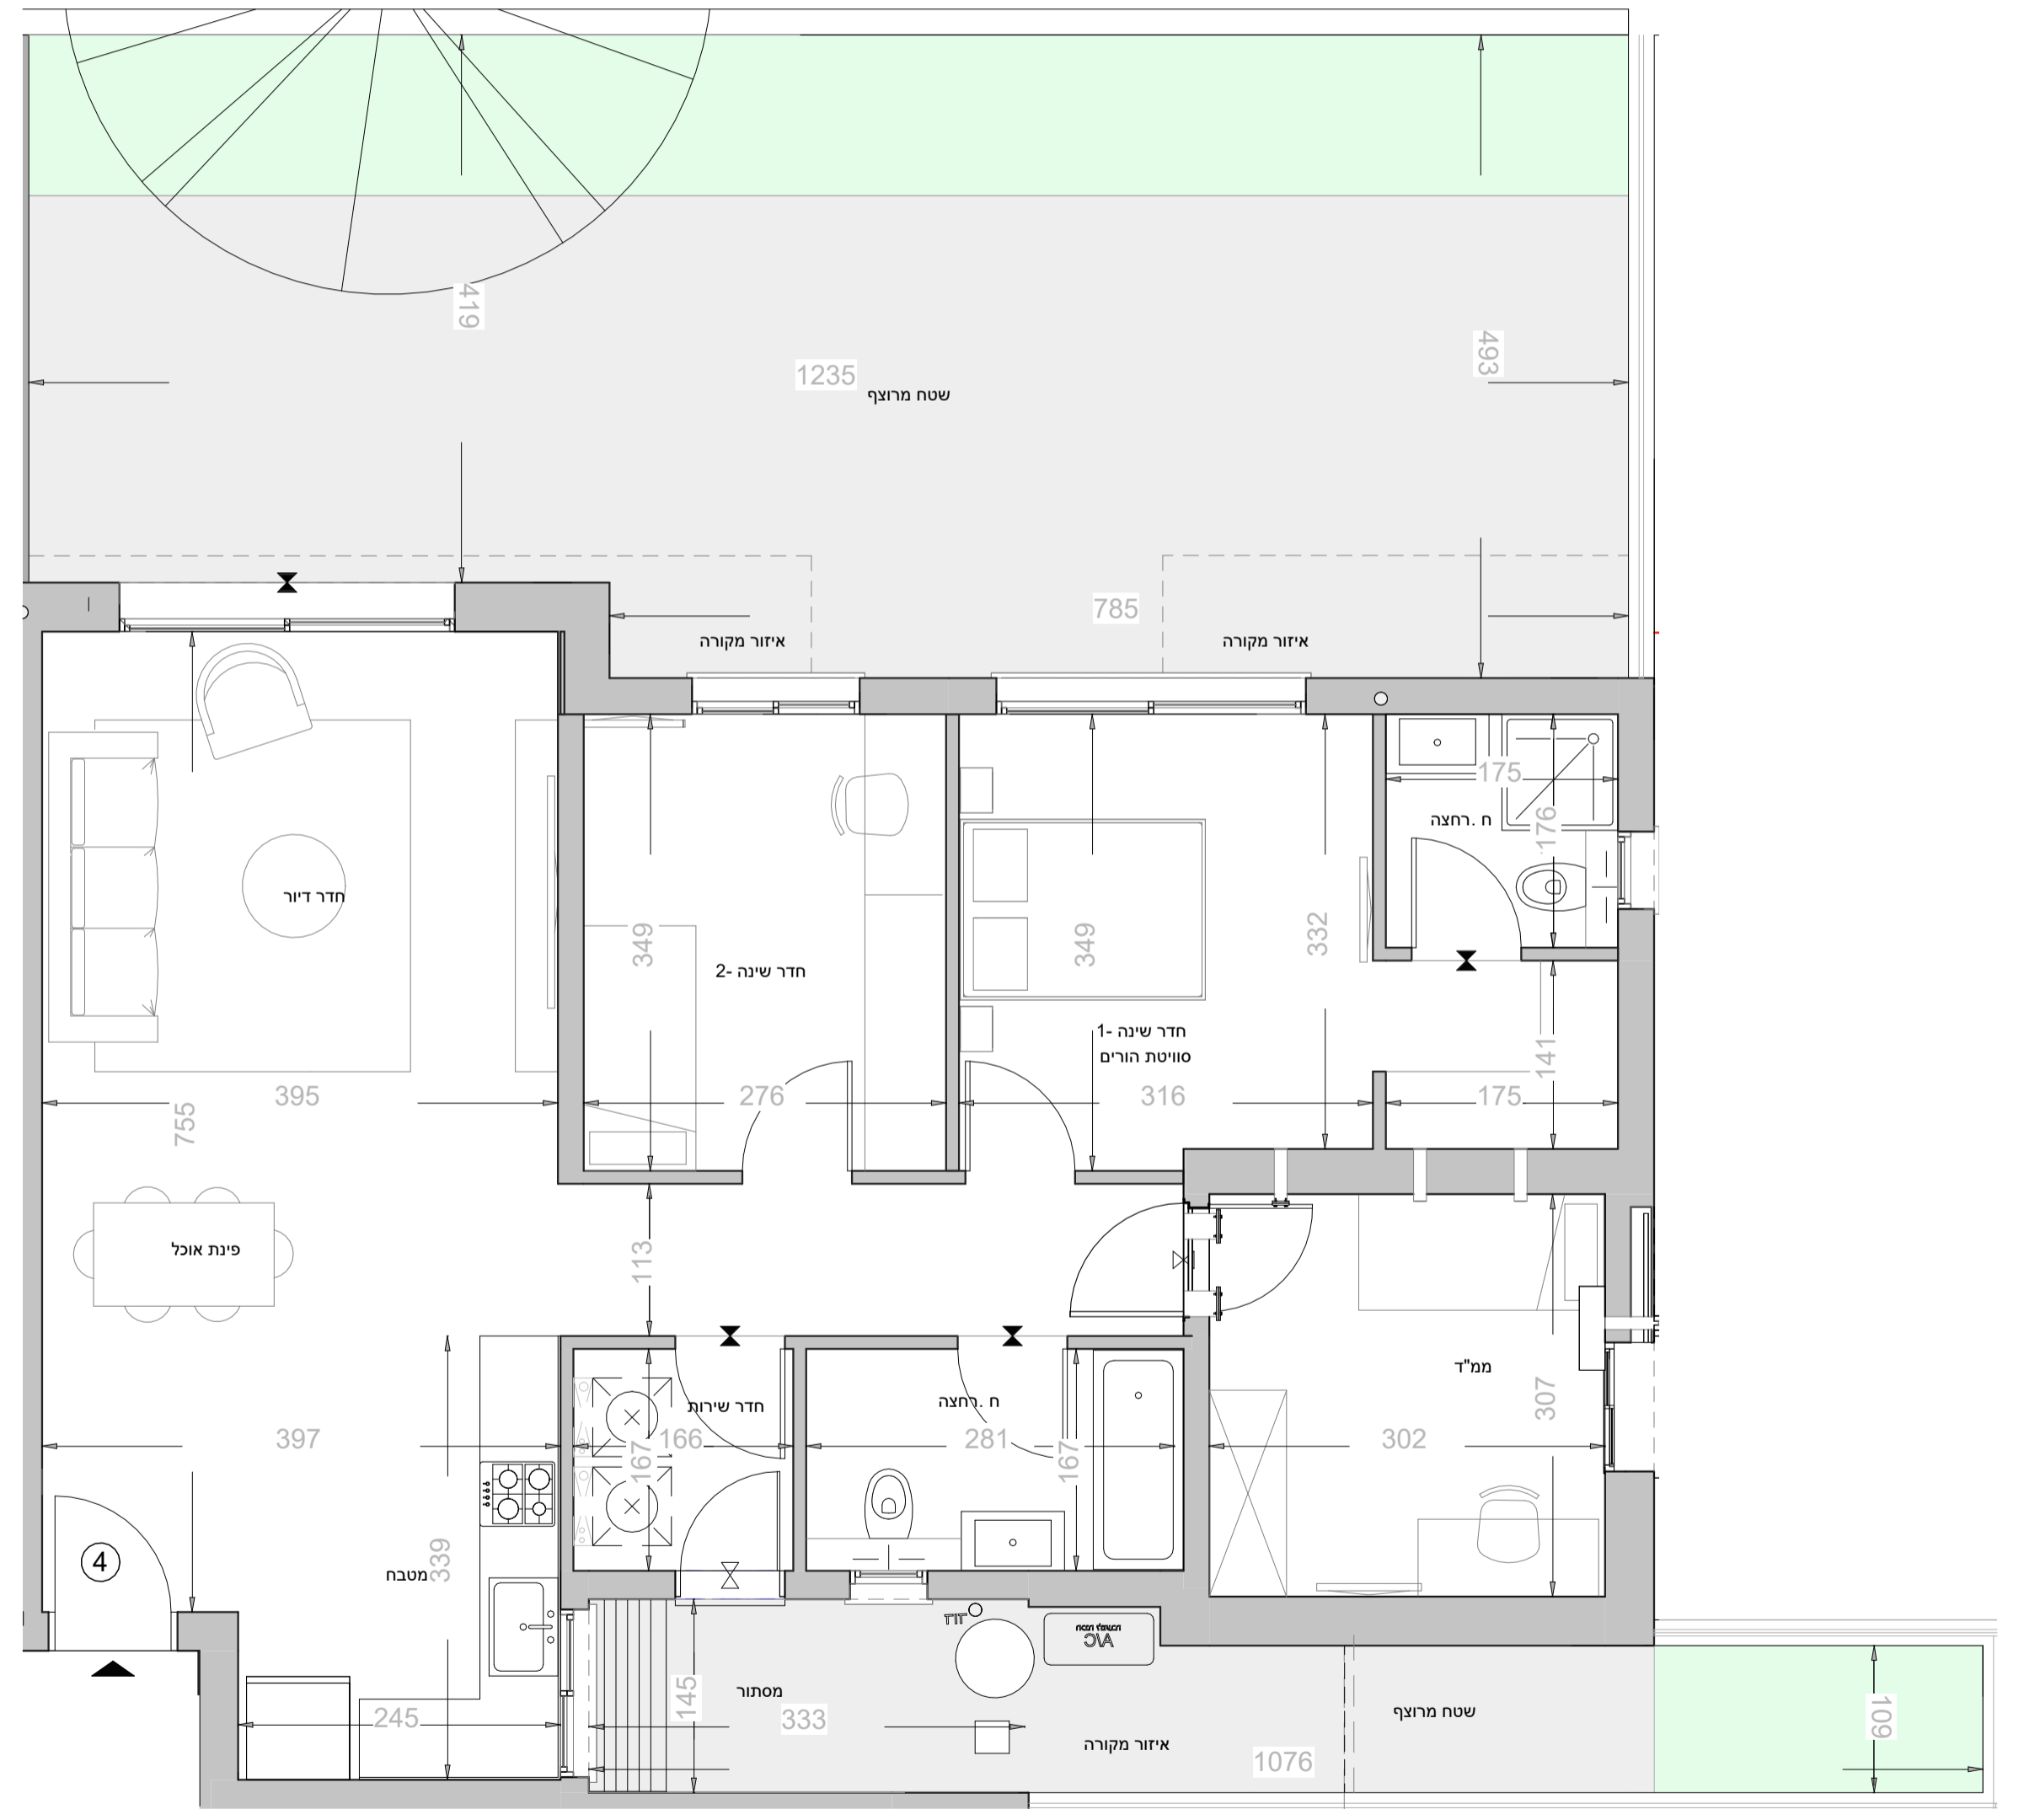 419
493
1235
שטח מרוצף
785
איזור מקורה
איזור מקורה
175
176
ח .רחצה
חדר דיור
349
349
332
חדר שינה -2
חדר שינה -1
סוויטת הורים
141
395
755
276
316
175
פינת אוכל
113
ממ"ד
307
חדר שירות
ח .רחצה
397
167
166
281
167
302
4
מטבח
339
A/C
145
מסתור
333
245
שטח מרוצף
109
איזור מקורה
1076